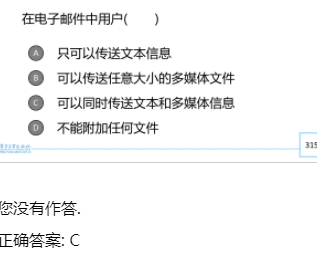 在电子邮件中用户(　　)
A 只可以传送文本信息
B 可以传送任意大小的多媒体文件
C 可以同时传送文本和多媒体信息
D 不能附加任何文件
315
您没有作答.
正确答案: C